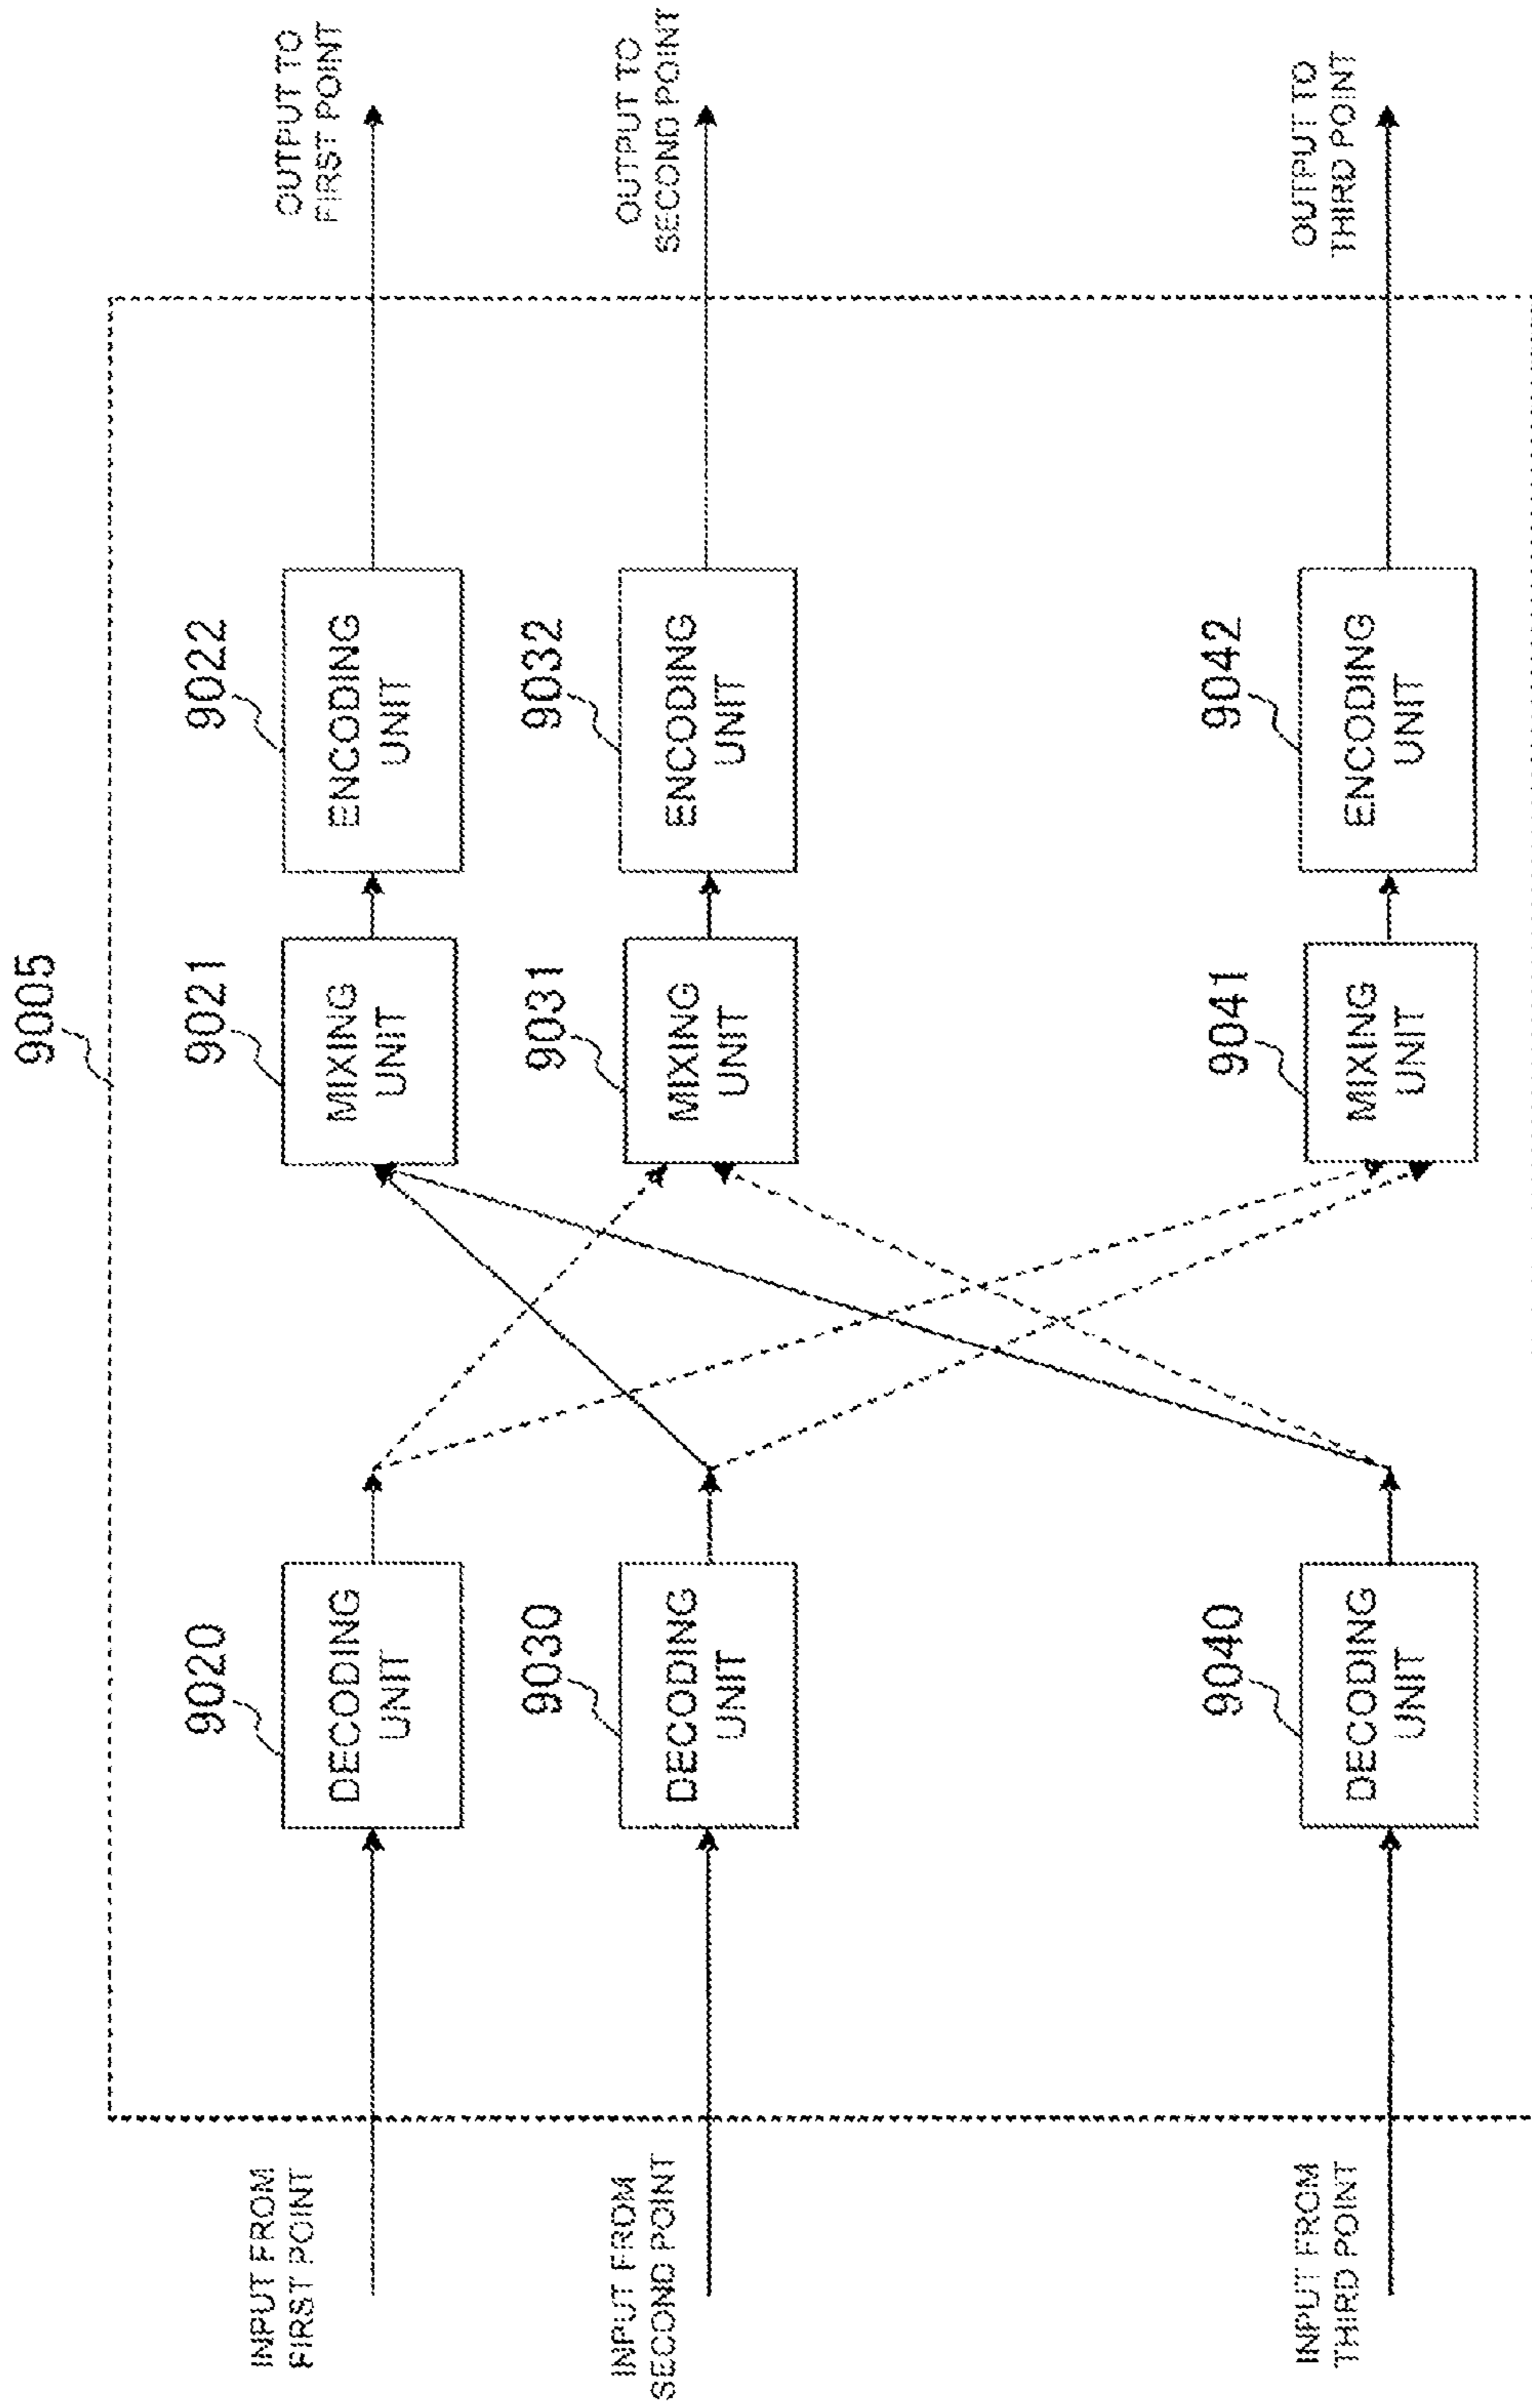 9005
INPUT FROM
FIRST POINT
9020
DECODING
UNIT
9021
MIXING
UNIT
9022
ENCODING
UNIT
OUTPUT TO
FIRST POINT
INPUT FROM
SECOND POINT
9030
DECODING
UNIT
9031
MIXING
UNIT
9032
ENCODING
UNIT
OUTPUT TO
SECOND POINT
INPUT FROM
THIRD POINT
9040
DECODING
UNIT
9041
MIXING
UNIT
9042
ENCODING
UNIT
OUTPUT TO
THIRD POINT